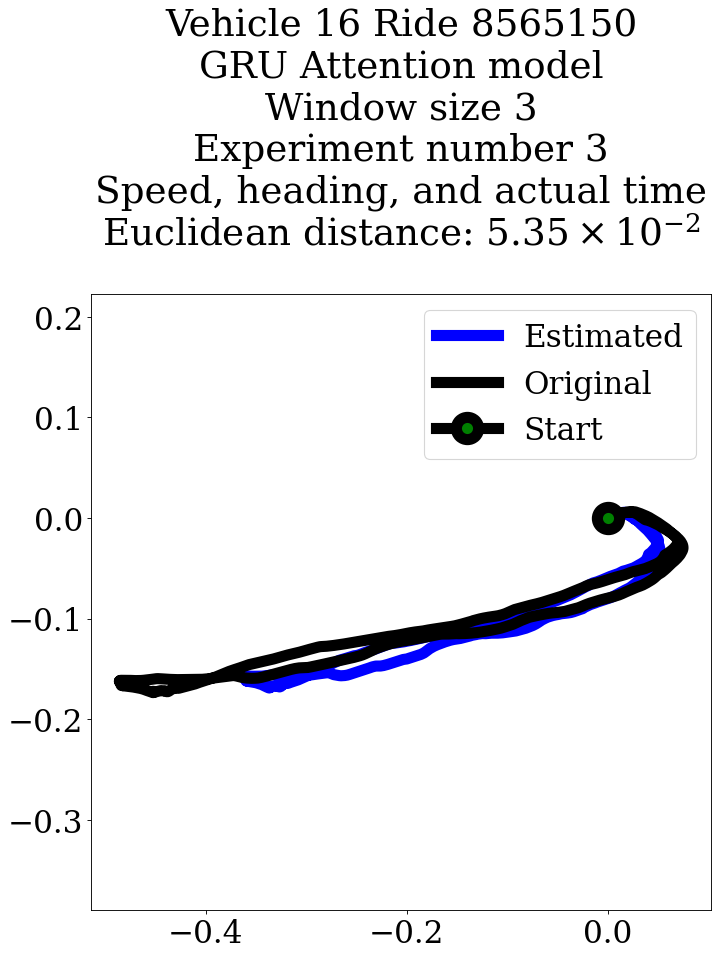 Vehicle 16 Ride 8565150
GRU Attention model
Window size 3
Experiment number 3
Speed, heading, and actual time
Euclidean distance: 5.35 × 10⁻²
Estimated
Original
Start
0.2
0.1
0.0
−0.1
−0.2
−0.3
−0.4
−0.2
0.0